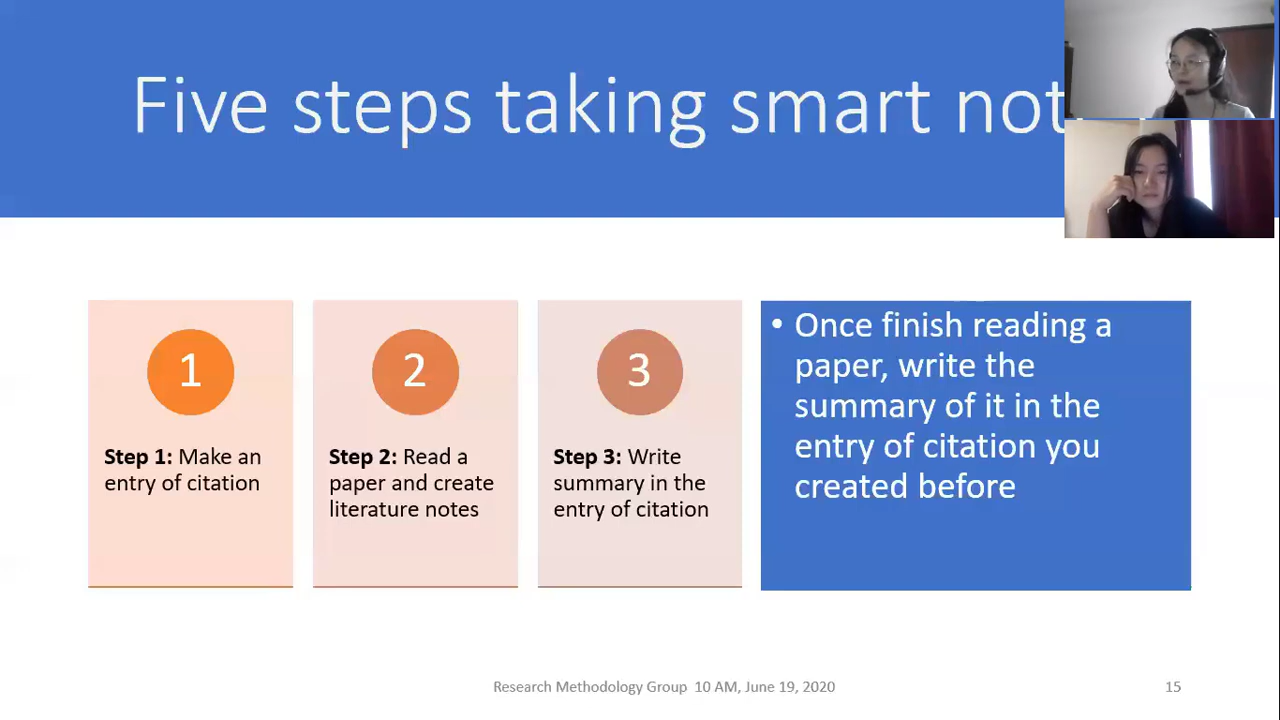 Five steps taking smart not
1
Step 1: Make an
entry of citation
2
Step 2: Read a
paper and create
literature notes
3
Step 3: Write
summary in the
entry of citation
• Once finish reading a
paper, write the
summary of it in the
entry of citation you
created before
Research Methodology Group 10 AM, June 19, 2020
15